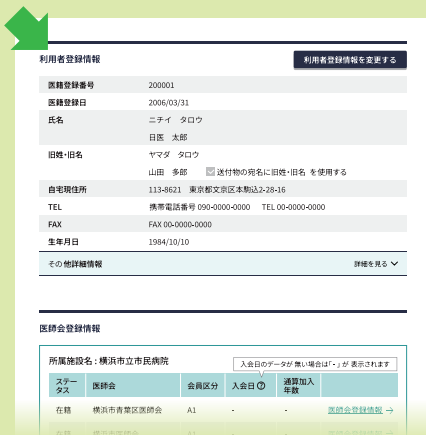 利用者登録情報
利用者登録情報を変更する
医籍登録番号 200001
医籍登録日 2006/03/31
氏名 ニチイ タロウ
日医 太郎
旧姓・旧名 ヤマダ タロウ
山田 多郎 送付物の宛名に旧姓・旧名 を使用する
自宅現住所 113-8621 東京都文京区本駒込2-28-16
TEL 携帯電話番号 090-0000-0000 TEL 00-0000-0000
FAX FAX 00-0000-0000
生年月日 1984/10/10
その他詳細情報 詳細を見る
医師会登録情報
所属施設名 : 横浜市立市民病院
入会日のデータが 無い場合は「 - 」が 表示されます
ステータス 医師会 会員区分 入会日 ? 通算加入年数
在籍 横浜市青葉区医師会 A1 - - 医師会登録情報 →